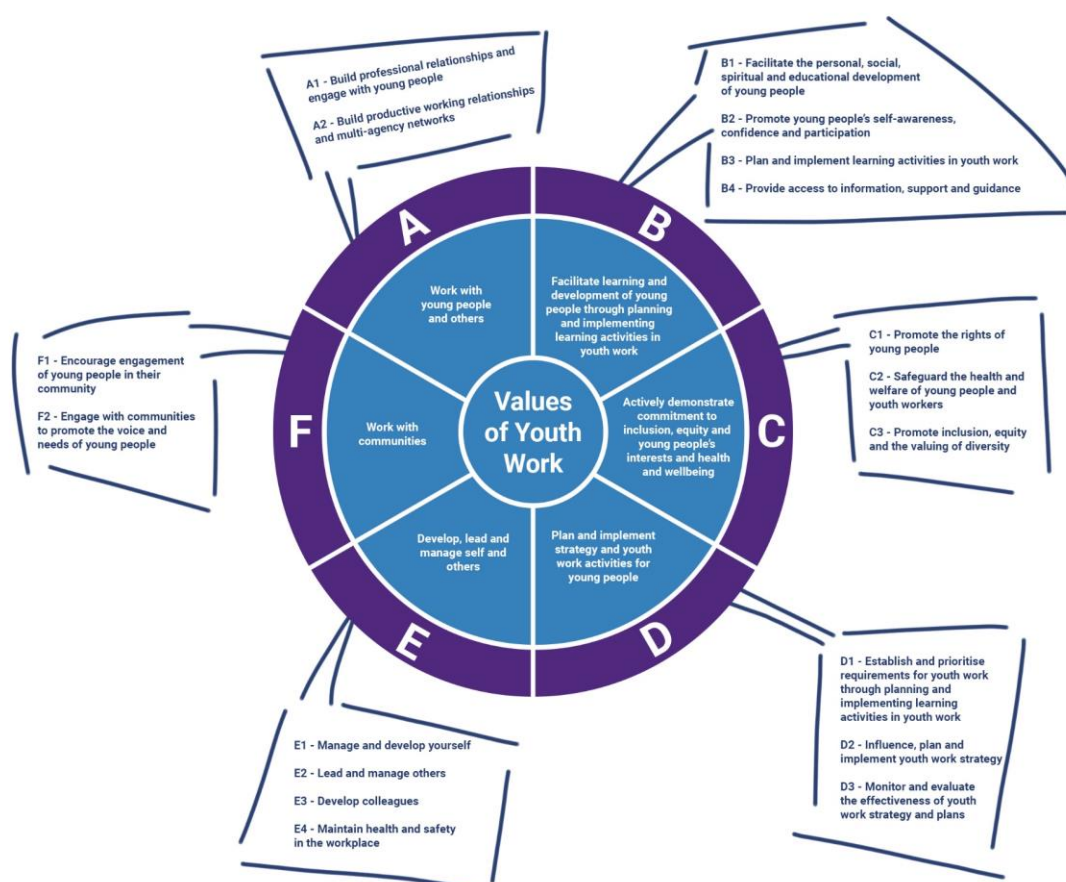 A1 - Build professional relationships and
engage with young people
A2 - Build productive working relationships
and multi-agency networks
B1 - Facilitate the personal, social,
spiritual and educational development
of young people
B2 - Promote young people's self-awareness,
confidence and participation
B3 - Plan and implement learning activities in youth work
B4 - Provide access to information, support and guidance
A
B
Work with
young people
and others
Facilitate learning and
development of young
people through planning
and implementing
learning activities in
youth work
F1 - Encourage engagement
of young people in their
community
F2 - Engage with communities
to promote the voice and
needs of young people
F
Work with
communities
Values
of Youth
Work
Actively demonstrate
commitment to
inclusion, equity and
young people's
interests and health
and wellbeing
C
C1 - Promote the rights of
young people
C2 - Safeguard the health and
welfare of young people and
youth workers
C3 - Promote inclusion, equity
and the valuing of diversity
Develop, lead and
manage self and
others
Plan and implement
strategy and youth
work activities for
young people
E
D
E1 - Manage and develop yourself
E2 - Lead and manage others
E3 - Develop colleagues
E4 - Maintain health and safety
in the workplace
D1 - Establish and prioritise
requirements for youth work
through planning and
implementing learning
activities in youth work
D2 - Influence, plan and
implement youth work strategy
D3 - Monitor and evaluate
the effectiveness of youth
work strategy and plans